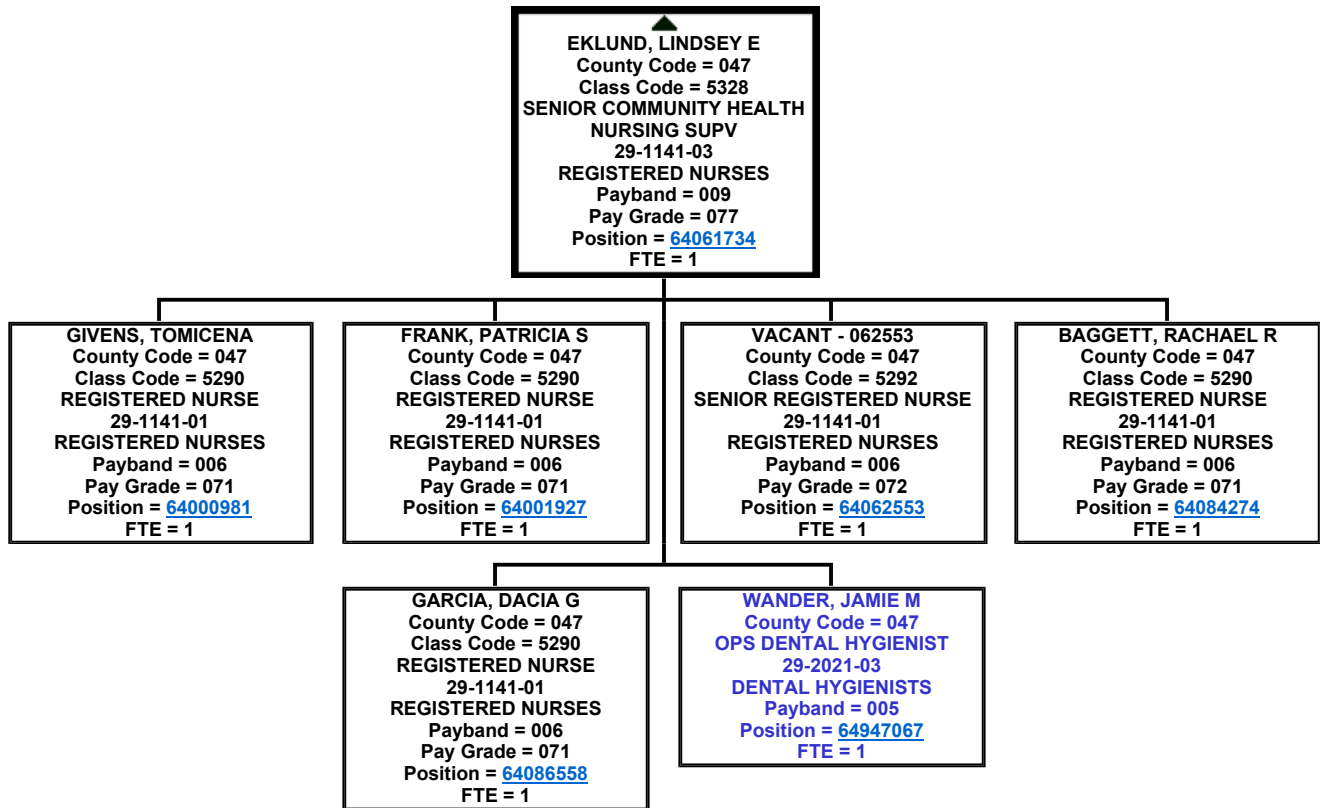 EKLUND, LINDSEY E
County Code = 047
Class Code = 5328
SENIOR COMMUNITY HEALTH
NURSING SUPV
29-1141-03
REGISTERED NURSES
Payband = 009
Pay Grade = 077
Position = 64061734
FTE = 1
GIVENS, TOMICENA
County Code = 047
Class Code = 5290
REGISTERED NURSE
29-1141-01
REGISTERED NURSES
Payband = 006
Pay Grade = 071
Position = 64000981
FTE = 1
FRANK, PATRICIA S
County Code = 047
Class Code = 5290
REGISTERED NURSE
29-1141-01
REGISTERED NURSES
Payband = 006
Pay Grade = 071
Position = 64001927
FTE = 1
VACANT - 062553
County Code = 047
Class Code = 5292
SENIOR REGISTERED NURSE
29-1141-01
REGISTERED NURSES
Payband = 006
Pay Grade = 072
Position = 64062553
FTE = 1
BAGGETT, RACHAEL R
County Code = 047
Class Code = 5290
REGISTERED NURSE
29-1141-01
REGISTERED NURSES
Payband = 006
Pay Grade = 071
Position = 64084274
FTE = 1
GARCIA, DACIA G
County Code = 047
Class Code = 5290
REGISTERED NURSE
29-1141-01
REGISTERED NURSES
Payband = 006
Pay Grade = 071
Position = 64086558
FTE = 1
WANDER, JAMIE M
County Code = 047
OPS DENTAL HYGIENIST
29-2021-03
DENTAL HYGIENISTS
Payband = 005
Position = 64947067
FTE = 1